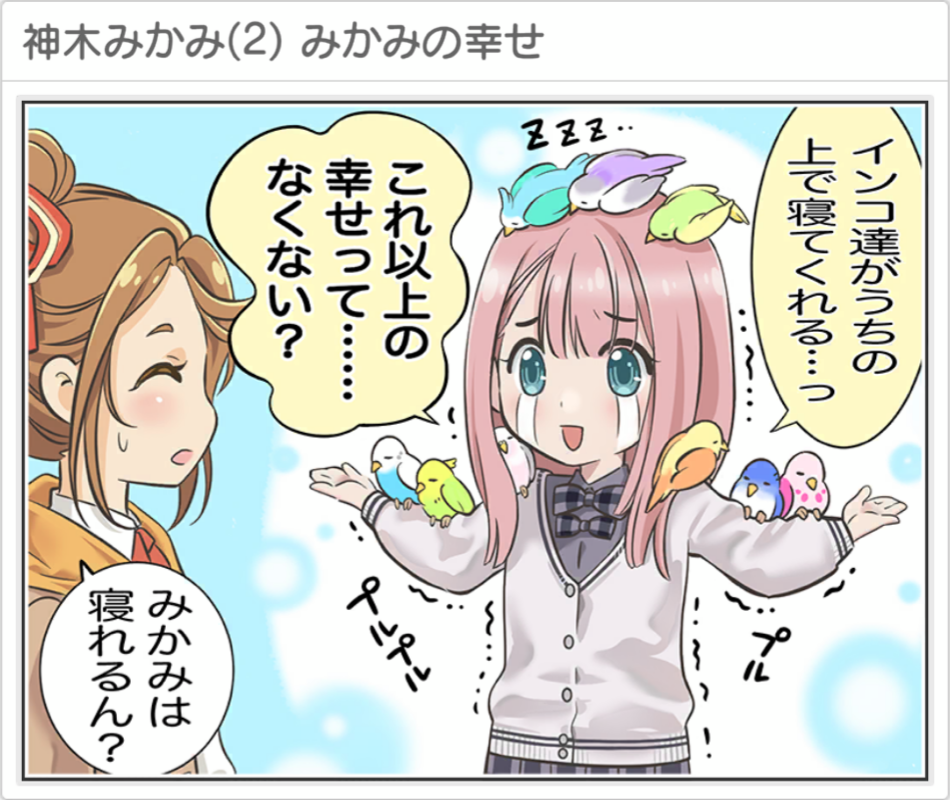 神木みかみ(2) みかみの幸せ
インコ達がうちの
上で寝てくれる…っ
zzz‥
これ以上の
幸せって……
なくない？
プルプル
プル
みかみは
寝れるん？